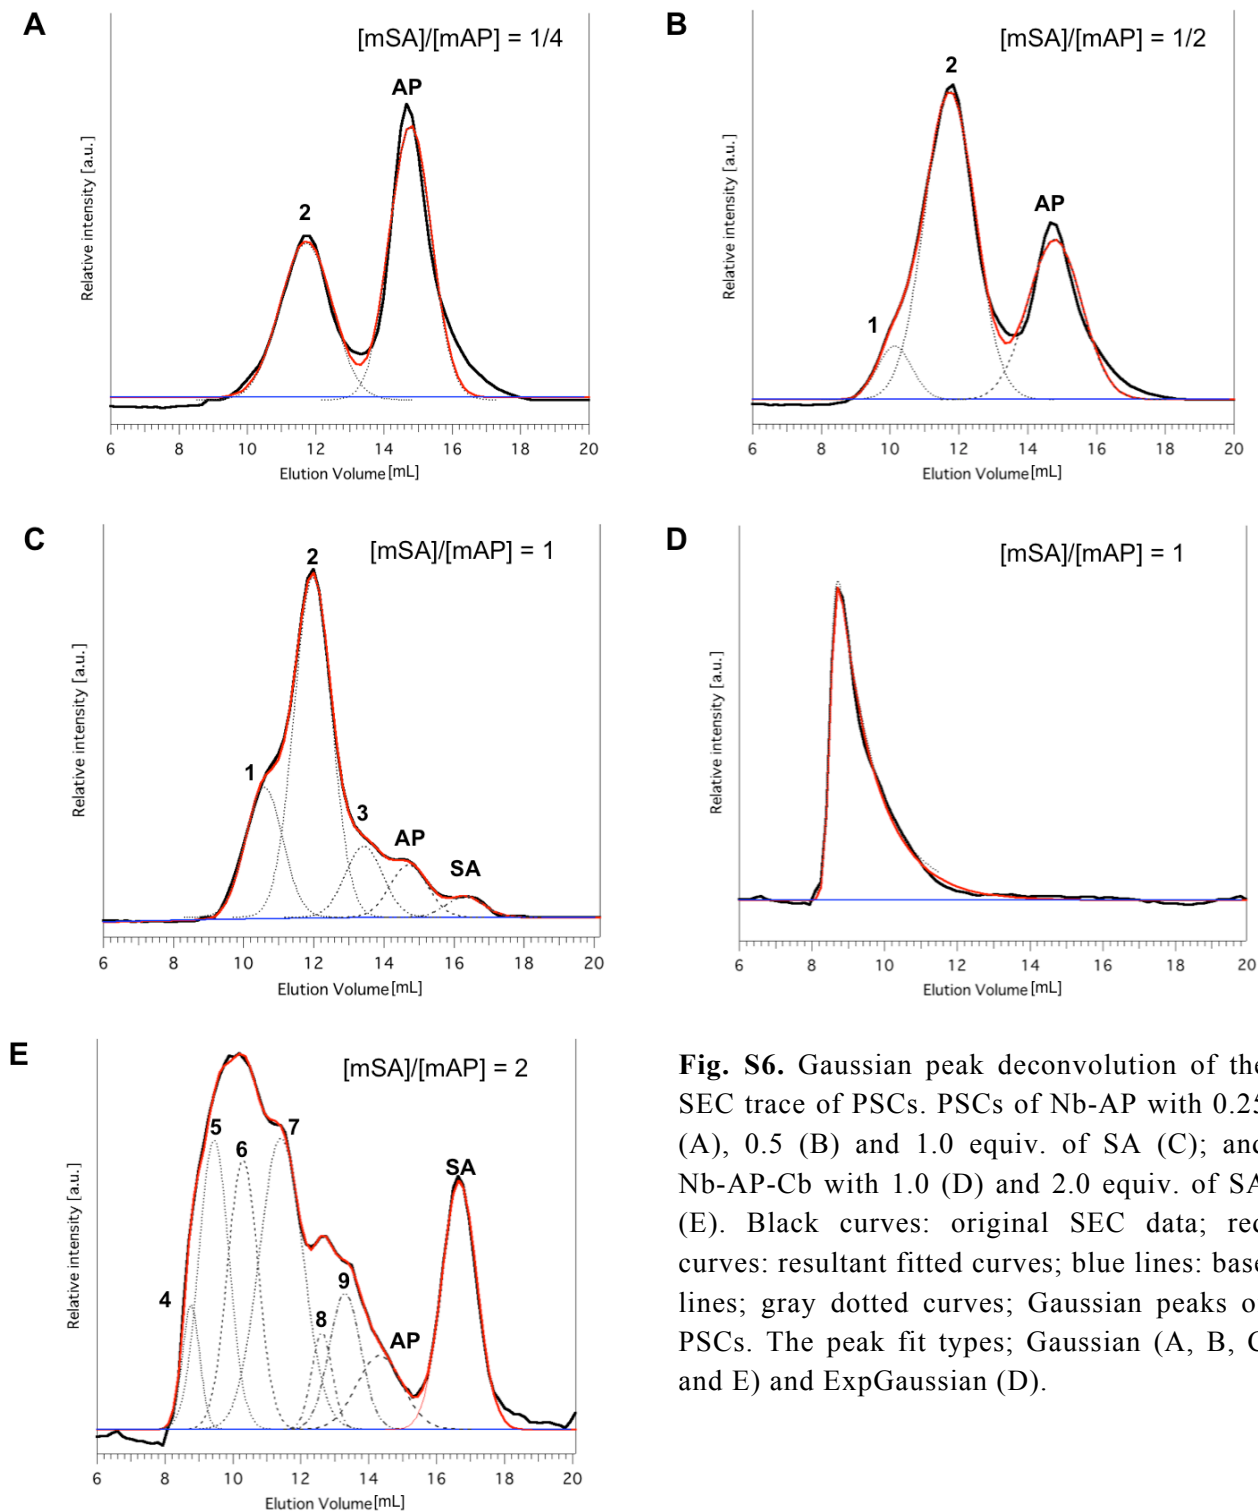 A
[mSA]/[mAP] = 1/4
AP
2
Relative intensity [a.u.]
6 8 10 12 14 16 18 20
Elution Volume [mL]
B
[mSA]/[mAP] = 1/2
2
AP
1
Relative intensity [a.u.]
6 8 10 12 14 16 18 20
Elution Volume [mL]
C
[mSA]/[mAP] = 1
2
1
3
AP
SA
Relative intensity [a.u.]
6 8 10 12 14 16 18 20
Elution Volume [mL]
D
[mSA]/[mAP] = 1
Relative intensity [a.u.]
6 8 10 12 14 16 18 20
Elution Volume [mL]
E
[mSA]/[mAP] = 2
5
6
7
SA
4
8
9
AP
Relative intensity [a.u.]
6 8 10 12 14 16 18 20
Elution Volume [mL]
Fig. S6. Gaussian peak deconvolution of the
SEC trace of PSCs. PSCs of Nb-AP with 0.25
(A), 0.5 (B) and 1.0 equiv. of SA (C); and
Nb-AP-Cb with 1.0 (D) and 2.0 equiv. of SA
(E). Black curves: original SEC data; red
curves: resultant fitted curves; blue lines: base
lines; gray dotted curves; Gaussian peaks of
PSCs. The peak fit types; Gaussian (A, B, C
and E) and ExpGaussian (D).